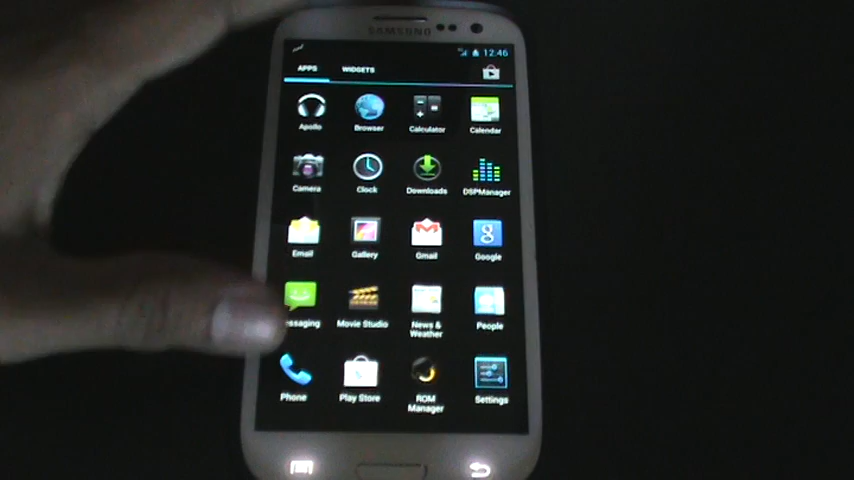 SAMSUNG
12:46
APPS WIDGETS
Apollo Browser Calculator Calendar
Camera Clock Downloads DSPManager
Email Gallery Gmail Google
essaging Movie Studio News & Weather People
Phone Play Store ROM Manager Settings